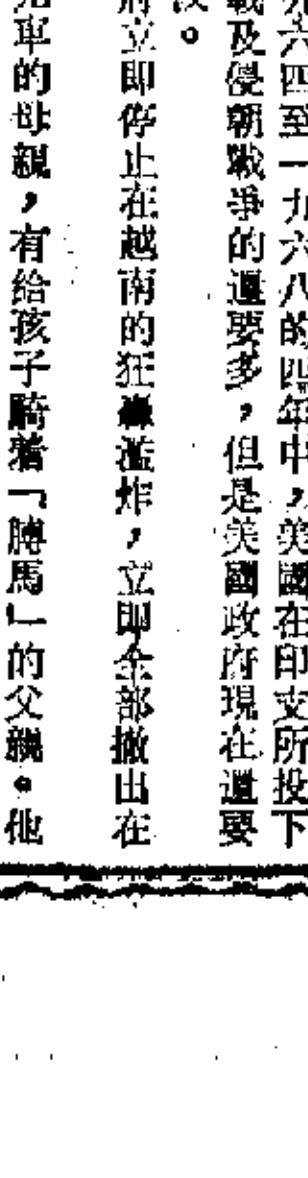 六四至一九六八的四年中，美國在印支所投下
戰及侵朝戰爭的還要多，但是美國政府現在還要
。
立即停止在越南的狂轟濫炸，立即全部撤出在
車的母親，有给孩子騎着「膊馬」的父親。他